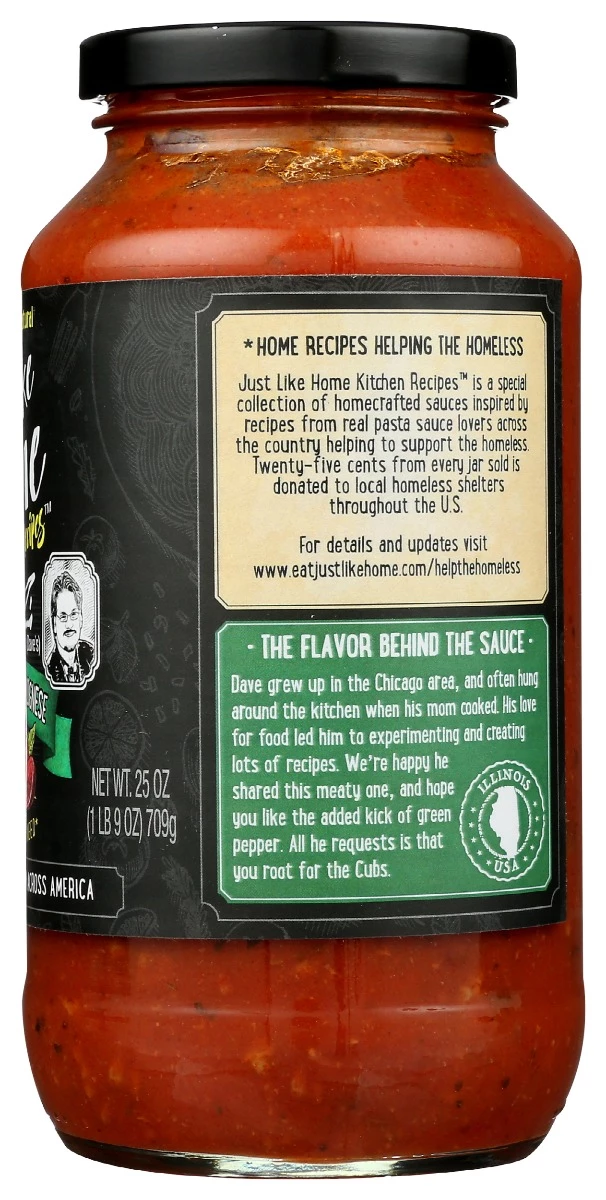 Dave's)
NET WT. 25 OZ
(1 LB 9 OZ) 709g
ACROSS AMERICA
*HOME RECIPES HELPING THE HOMELESS
Just Like Home Kitchen Recipes™ is a special
collection of homecrafted sauces inspired by
recipes from real pasta sauce lovers across
the country helping to support the homeless.
Twenty-five cents from every jar sold is
donated to local homeless shelters
throughout the U.S.
For details and updates visit
www.eatjustlikehome.com/helpthehomeless
· THE FLAVOR BEHIND THE SAUCE ·
Dave grew up in the Chicago area, and often hung
around the kitchen when his mom cooked. His love
for food led him to experimenting and creating
lots of recipes. We're happy he
shared this meaty one, and hope
you like the added kick of green
pepper. All he requests is that
you root for the Cubs.
ILLINOIS
USA